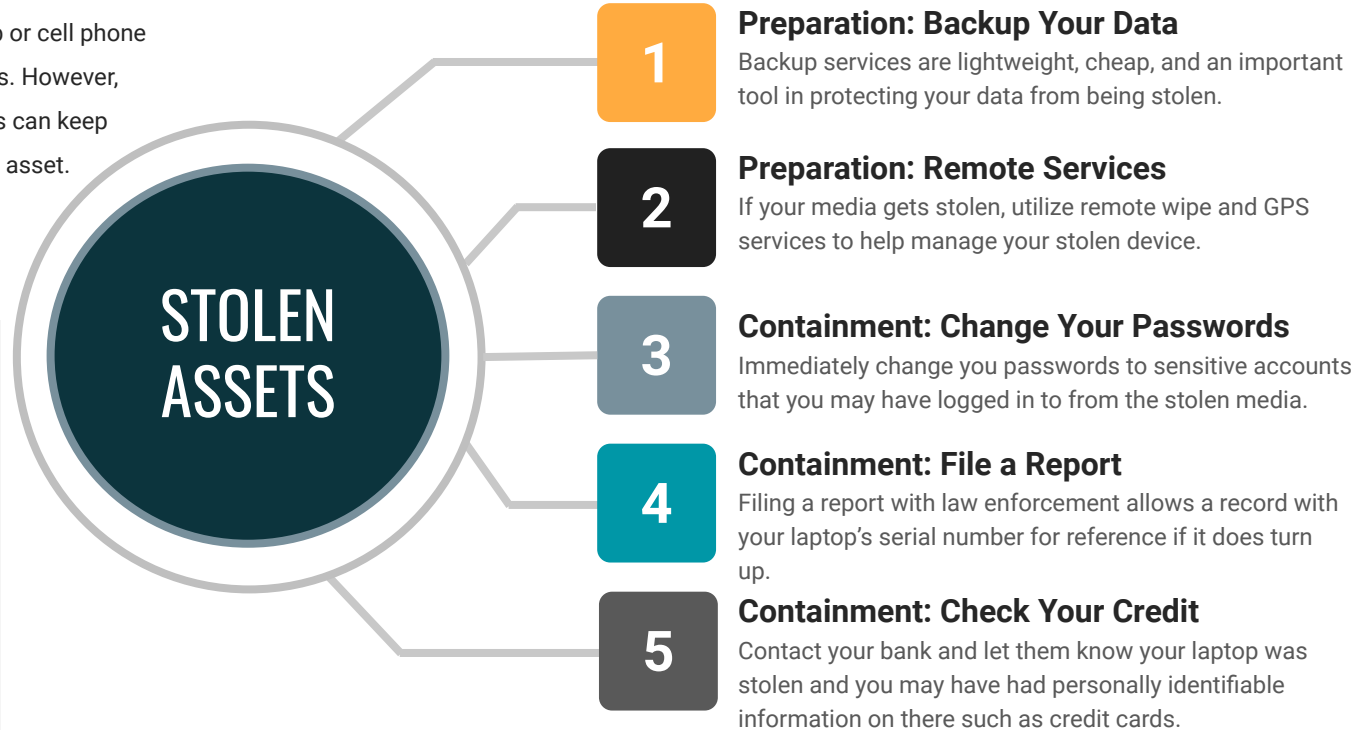 or cell phone
However,
can keep
asset.
STOLEN
ASSETS
1
Preparation: Backup Your Data
Backup services are lightweight, cheap, and an important
tool in protecting your data from being stolen.
2
Preparation: Remote Services
If your media gets stolen, utilize remote wipe and GPS
services to help manage your stolen device.
3
Containment: Change Your Passwords
Immediately change you passwords to sensitive accounts
that you may have logged in to from the stolen media.
4
Containment: File a Report
Filing a report with law enforcement allows a record with
your laptop’s serial number for reference if it does turn
up.
5
Containment: Check Your Credit
Contact your bank and let them know your laptop was
stolen and you may have had personally identifiable
information on there such as credit cards.